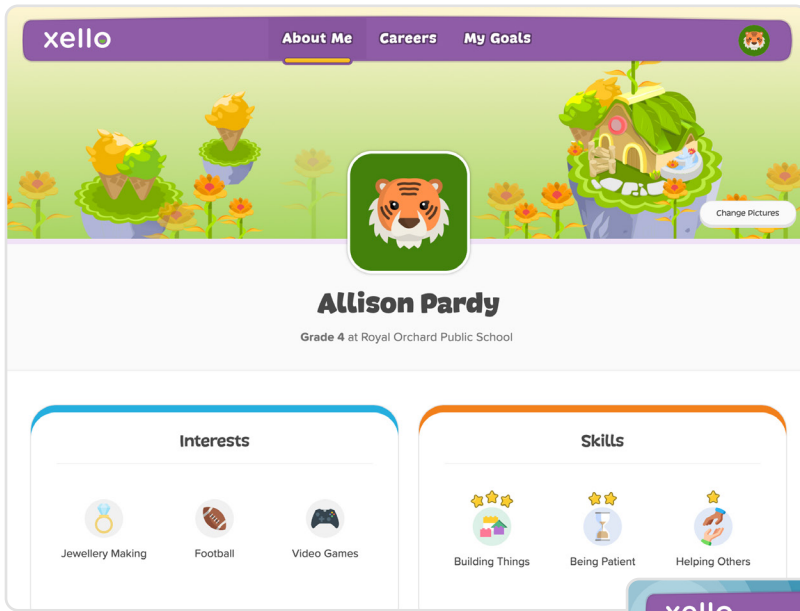 xello
About Me Careers My Goals
Change Pictures
Allison Pardy
Grade 4 at Royal Orchard Public School
Interests
Jewellery Making Football Video Games
Skills
Building Things Being Patient Helping Others
xello